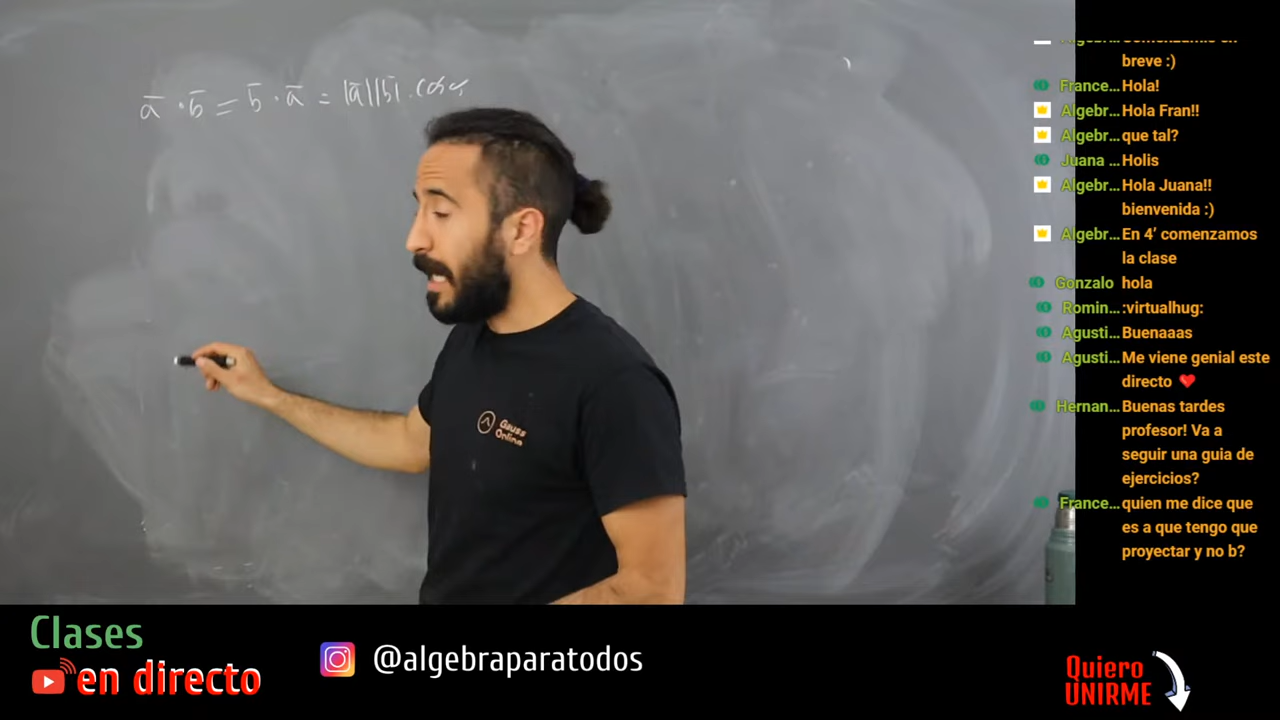 a̅ · b̅ = b̅ · a̅ = |a̅||b̅| . cos α
Gauss
Online
breve :)
France... Hola!
Algebr... Hola Fran!!
Algebr... que tal?
Juana ... Holis
Algebr... Hola Juana!!
bienvenida :)
Algebr... En 4' comenzamos
la clase
Gonzalo hola
Romin... :virtualhug:
Agusti... Buenaaas
Agusti... Me viene genial este
directo ❤
Hernan... Buenas tardes
profesor! Va a
seguir una guia de
ejercicios?
France... quien me dice que
es a que tengo que
proyectar y no b?
Clases
en directo
@algebraparatodos
Quiero
UNIRME